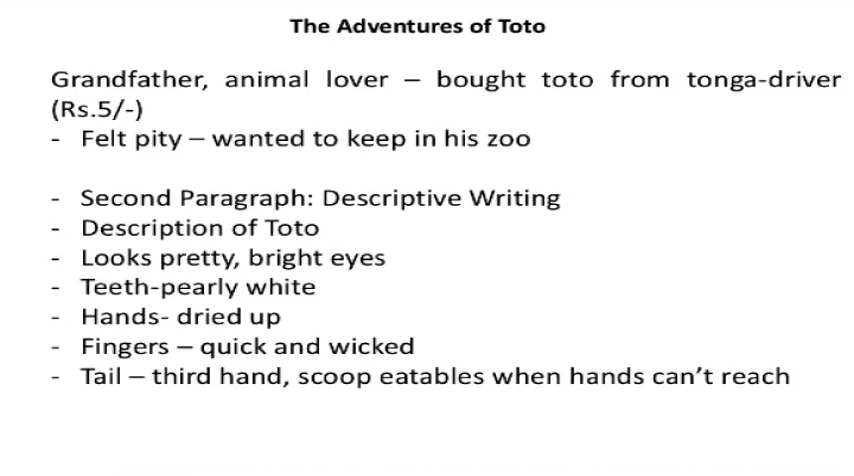 The Adventures of Toto
Grandfather, animal lover – bought toto from tonga-driver
(Rs.5/-)
- Felt pity – wanted to keep in his zoo
- Second Paragraph: Descriptive Writing
- Description of Toto
- Looks pretty, bright eyes
- Teeth-pearly white
- Hands- dried up
- Fingers – quick and wicked
- Tail – third hand, scoop eatables when hands can't reach